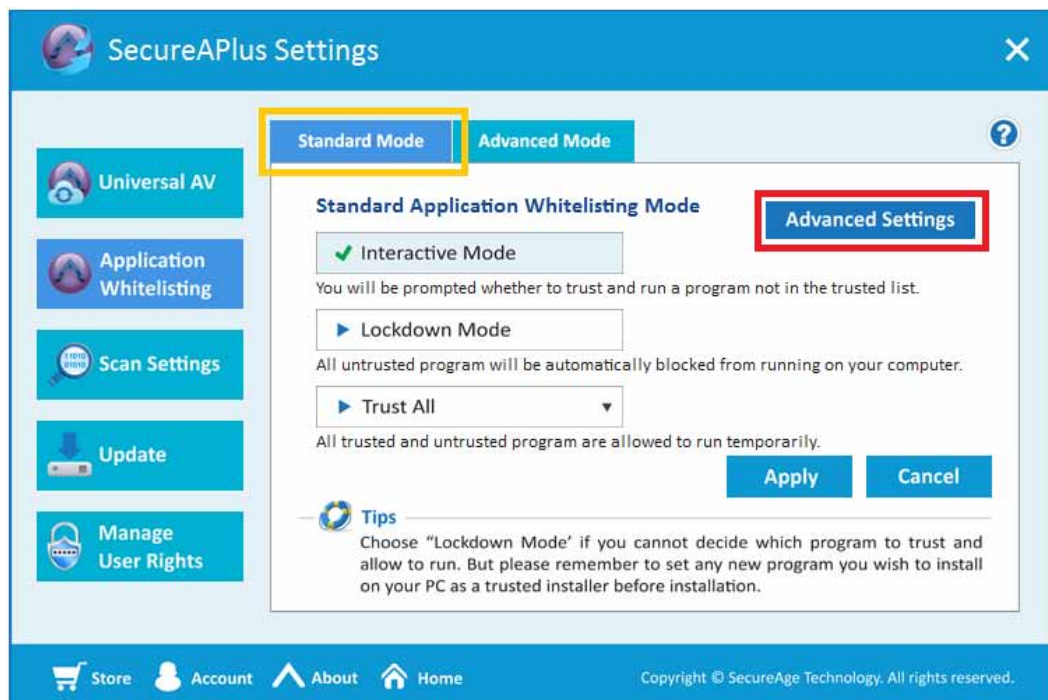 SecureAPlus Settings
Standard Mode
Advanced Mode
Universal AV
Application
Whitelisting
Scan Settings
Update
Manage
User Rights
Standard Application Whitelisting Mode
Advanced Settings
Interactive Mode
You will be prompted whether to trust and run a program not in the trusted list.
Lockdown Mode
All untrusted program will be automatically blocked from running on your computer.
Trust All
All trusted and untrusted program are allowed to run temporarily.
Apply
Cancel
Tips
Choose “Lockdown Mode’ if you cannot decide which program to trust and
allow to run. But please remember to set any new program you wish to install
on your PC as a trusted installer before installation.
Store
Account
About
Home
Copyright © SecureAge Technology. All rights reserved.